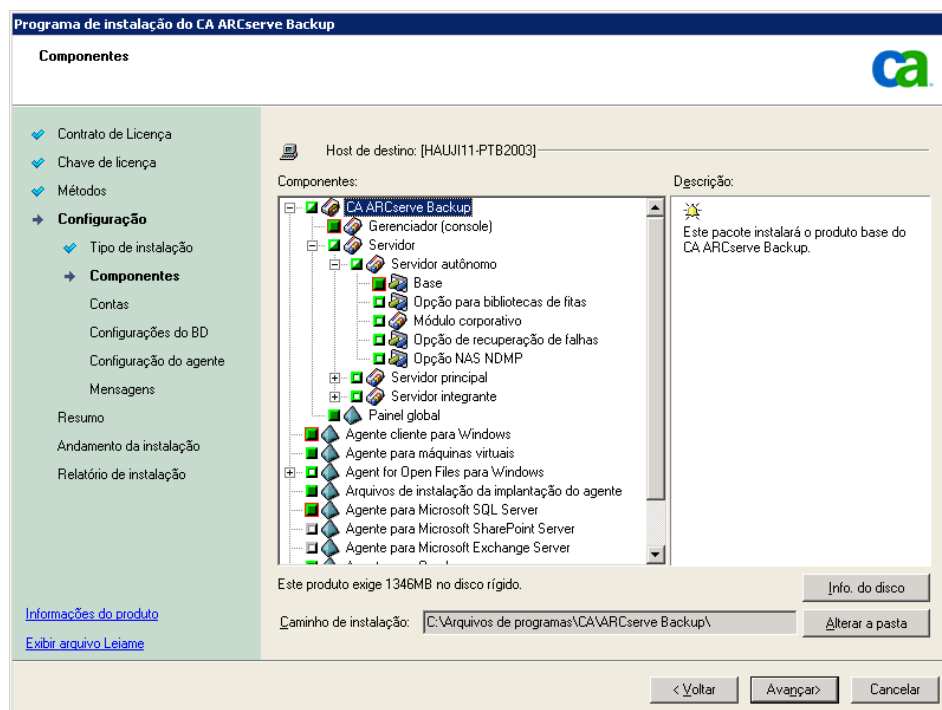 Programa de instalação do CA ARCserve Backup
Componentes
ca
Contrato de Licença
Chave de licença
Métodos
Configuração
Tipo de instalação
Componentes
Contas
Configurações do BD
Configuração do agente
Mensagens
Resumo
Andamento da instalação
Relatório de instalação
Informações do produto
Exibir arquivo Leiame
Host de destino: [HAUJI11-PTB2003]
Componentes:
CA ARCserve Backup
Gerenciador (console)
Servidor
Servidor autônomo
Base
Opção para bibliotecas de fitas
Módulo corporativo
Opção de recuperação de falhas
Opção NAS NDMP
Servidor principal
Servidor integrante
Painel global
Agente cliente para Windows
Agente para máquinas virtuais
Agent for Open Files para Windows
Arquivos de instalação da implantação do agente
Agente para Microsoft SQL Server
Agente para Microsoft SharePoint Server
Agente para Microsoft Exchange Server
Descrição:
Este pacote instalará o produto base do
CA ARCserve Backup.
Este produto exige 1346MB no disco rígido.
Info. do disco
Caminho de instalação:
C:\Arquivos de programas\CA\ARCserve Backup\
Alterar a pasta
< Voltar
Avançar>
Cancelar